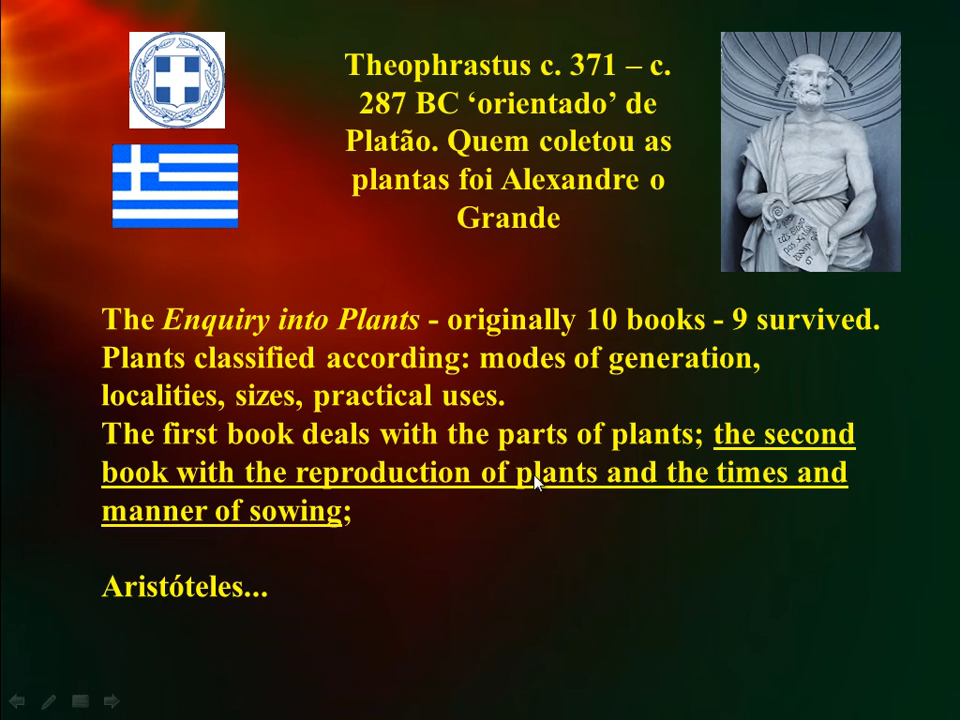 Theophrastus c. 371 – c.
287 BC ‘orientado’ de
Platão. Quem coletou as
plantas foi Alexandre o
Grande
The Enquiry into Plants - originally 10 books - 9 survived.
Plants classified according: modes of generation,
localities, sizes, practical uses.
The first book deals with the parts of plants; the second
book with the reproduction of plants and the times and
manner of sowing;
Aristóteles...